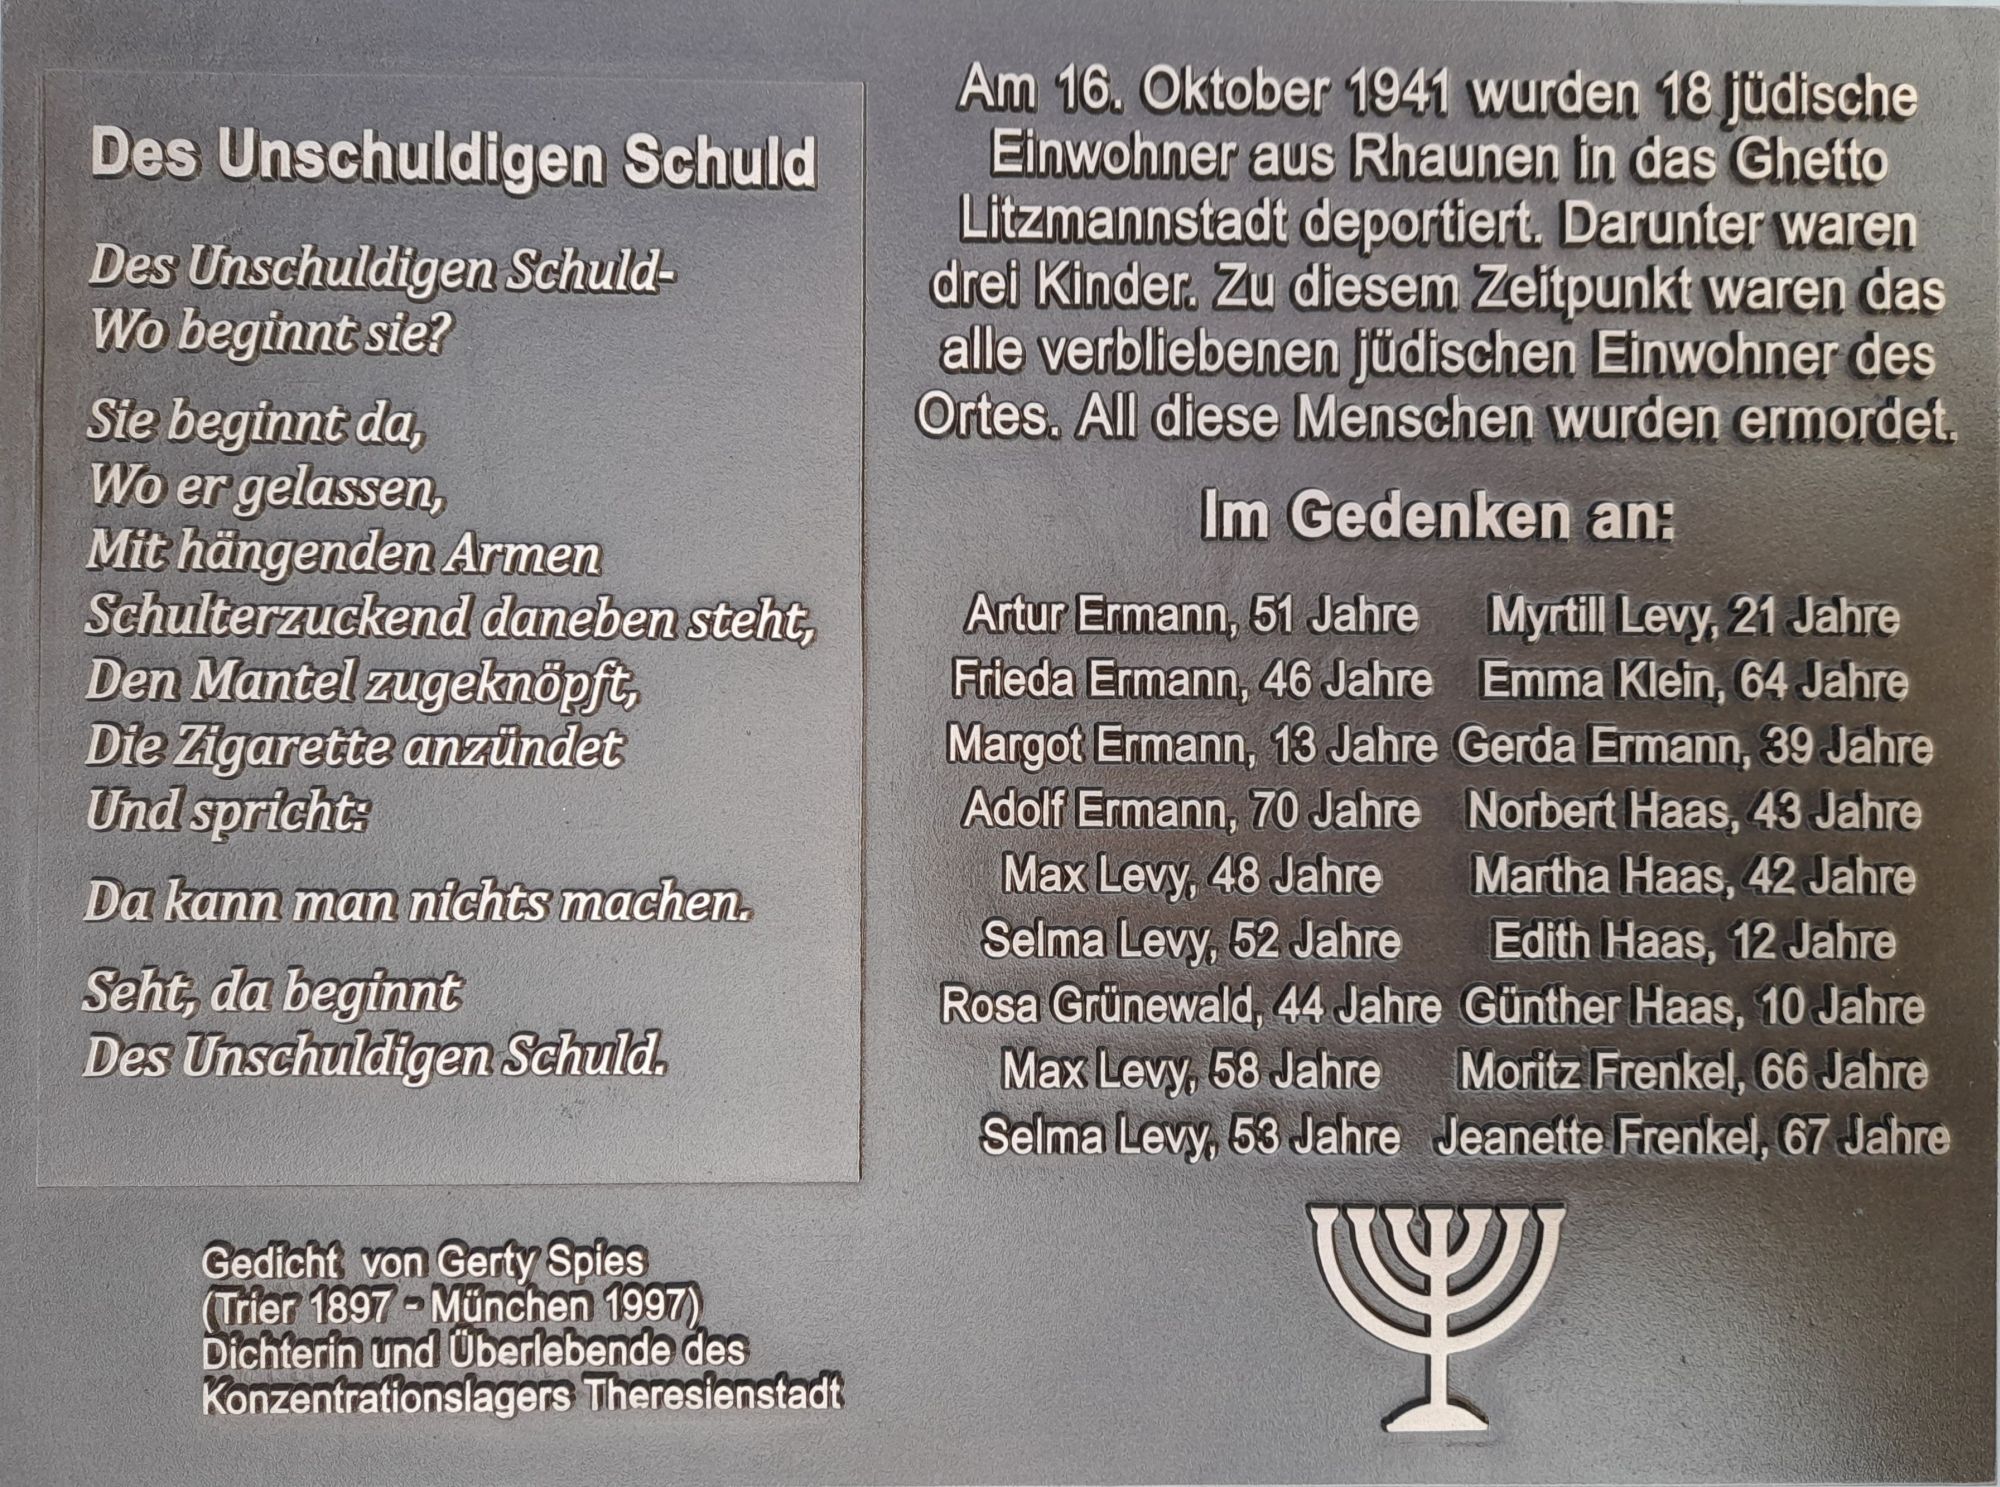 Des Unschuldigen Schuld
Des Unschuldigen Schuld-
Wo beginnt sie?
Sie beginnt da,
Wo er gelassen,
Mit hängenden Armen
Schulterzuckend daneben steht,
Den Mantel zugeknöpft,
Die Zigarette anzündet
Und spricht:
Da kann man nichts machen.
Seht, da beginnt
Des Unschuldigen Schuld.
Gedicht von Gerty Spies
(Trier 1897 - München 1997)
Dichterin und Überlebende des
Konzentrationslagers Theresienstadt
Am 16. Oktober 1941 wurden 18 jüdische
Einwohner aus Rhaunen in das Ghetto
Litzmannstadt deportiert. Darunter waren
drei Kinder. Zu diesem Zeitpunkt waren das
alle verbliebenen jüdischen Einwohner des
Ortes. All diese Menschen wurden ermordet.
Im Gedenken an:
Artur Ermann, 51 Jahre
Frieda Ermann, 46 Jahre
Margot Ermann, 13 Jahre
Adolf Ermann, 70 Jahre
Max Levy, 48 Jahre
Selma Levy, 52 Jahre
Rosa Grünewald, 44 Jahre
Max Levy, 58 Jahre
Selma Levy, 53 Jahre
Myrtill Levy, 21 Jahre
Emma Klein, 64 Jahre
Gerda Ermann, 39 Jahre
Norbert Haas, 43 Jahre
Martha Haas, 42 Jahre
Edith Haas, 12 Jahre
Günther Haas, 10 Jahre
Moritz Frenkel, 66 Jahre
Jeanette Frenkel, 67 Jahre